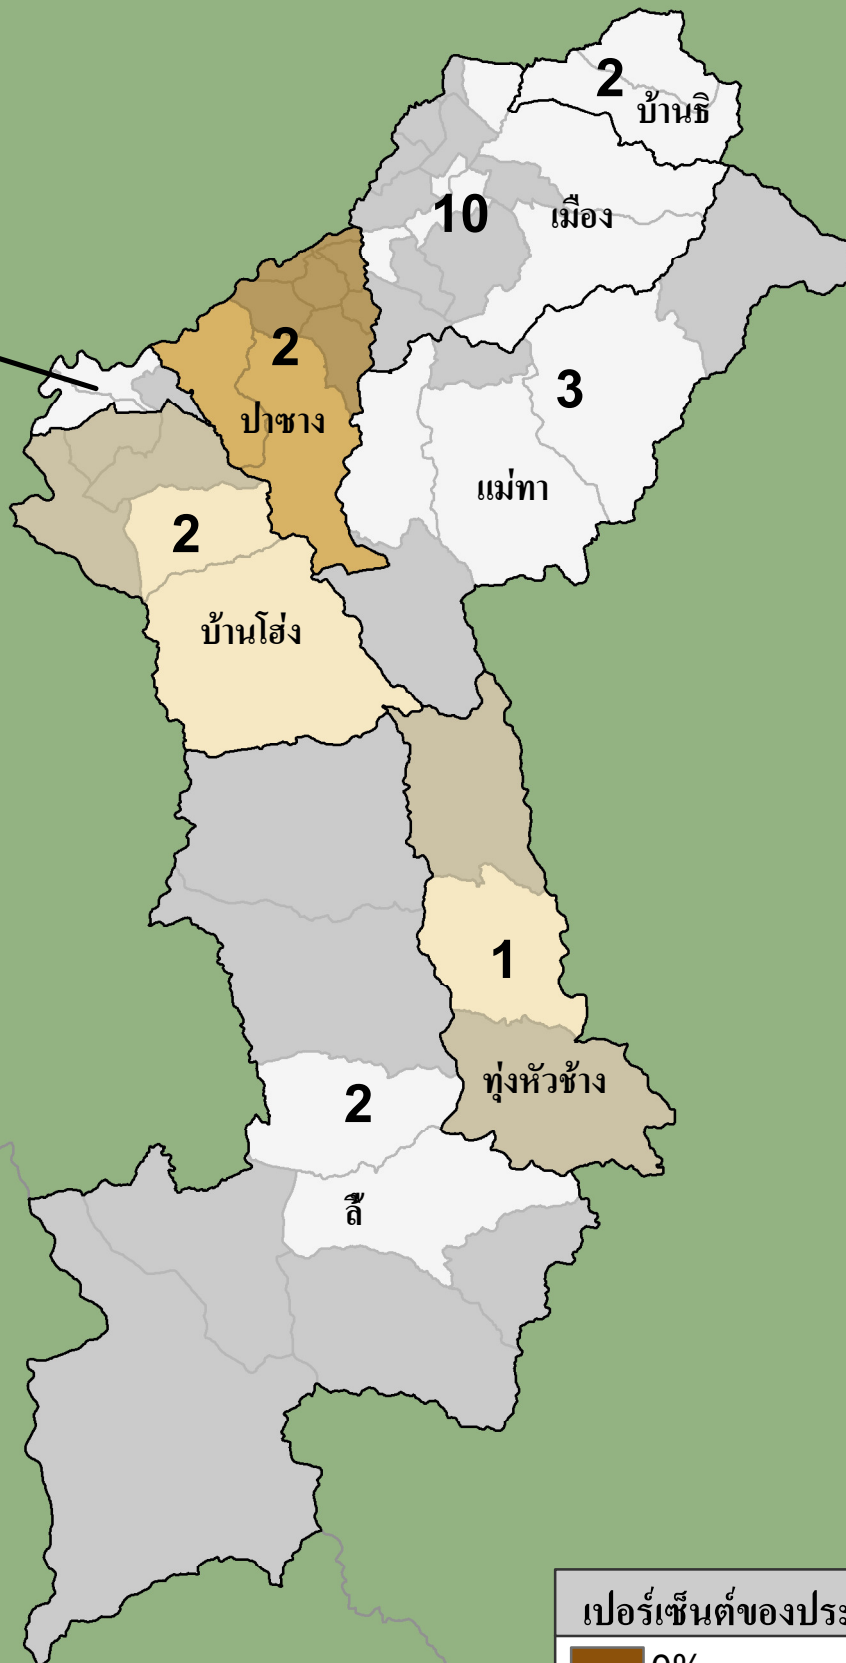 2
บ้านธิ
10
เมือง
2
ป่าซาง
3
แม่ทา
2
บ้านโฮ่ง
1
ทุ่งหัวช้าง
2
ลี้
เปอร์เซ็นต์ของประ
0%